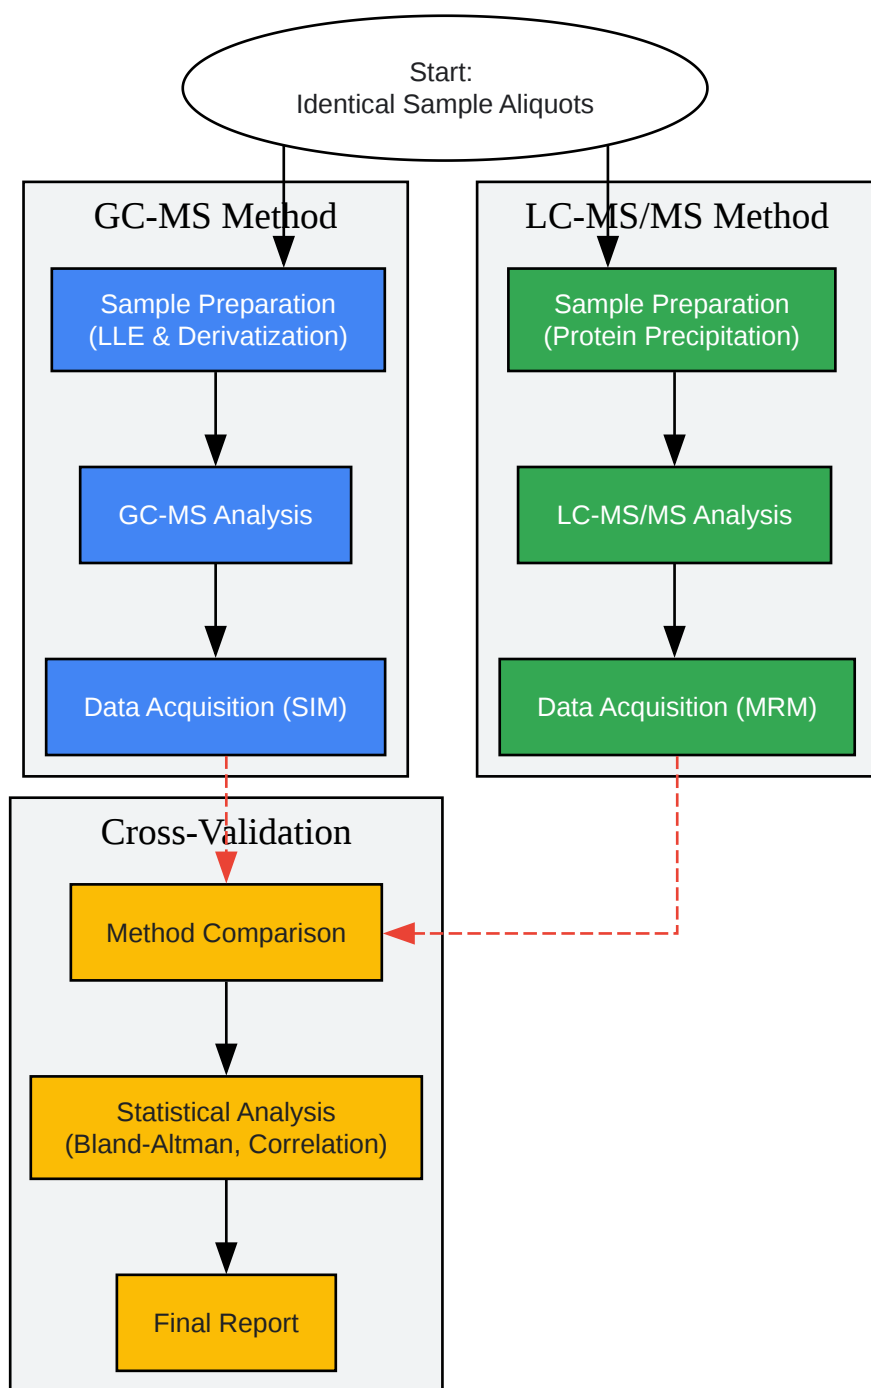 Start:
Identical Sample Aliquots
GC-MS Method
Sample Preparation
(LLE & Derivatization)
GC-MS Analysis
Data Acquisition (SIM)
LC-MS/MS Method
Sample Preparation
(Protein Precipitation)
LC-MS/MS Analysis
Data Acquisition (MRM)
Cross-Validation
Method Comparison
Statistical Analysis
(Bland-Altman, Correlation)
Final Report